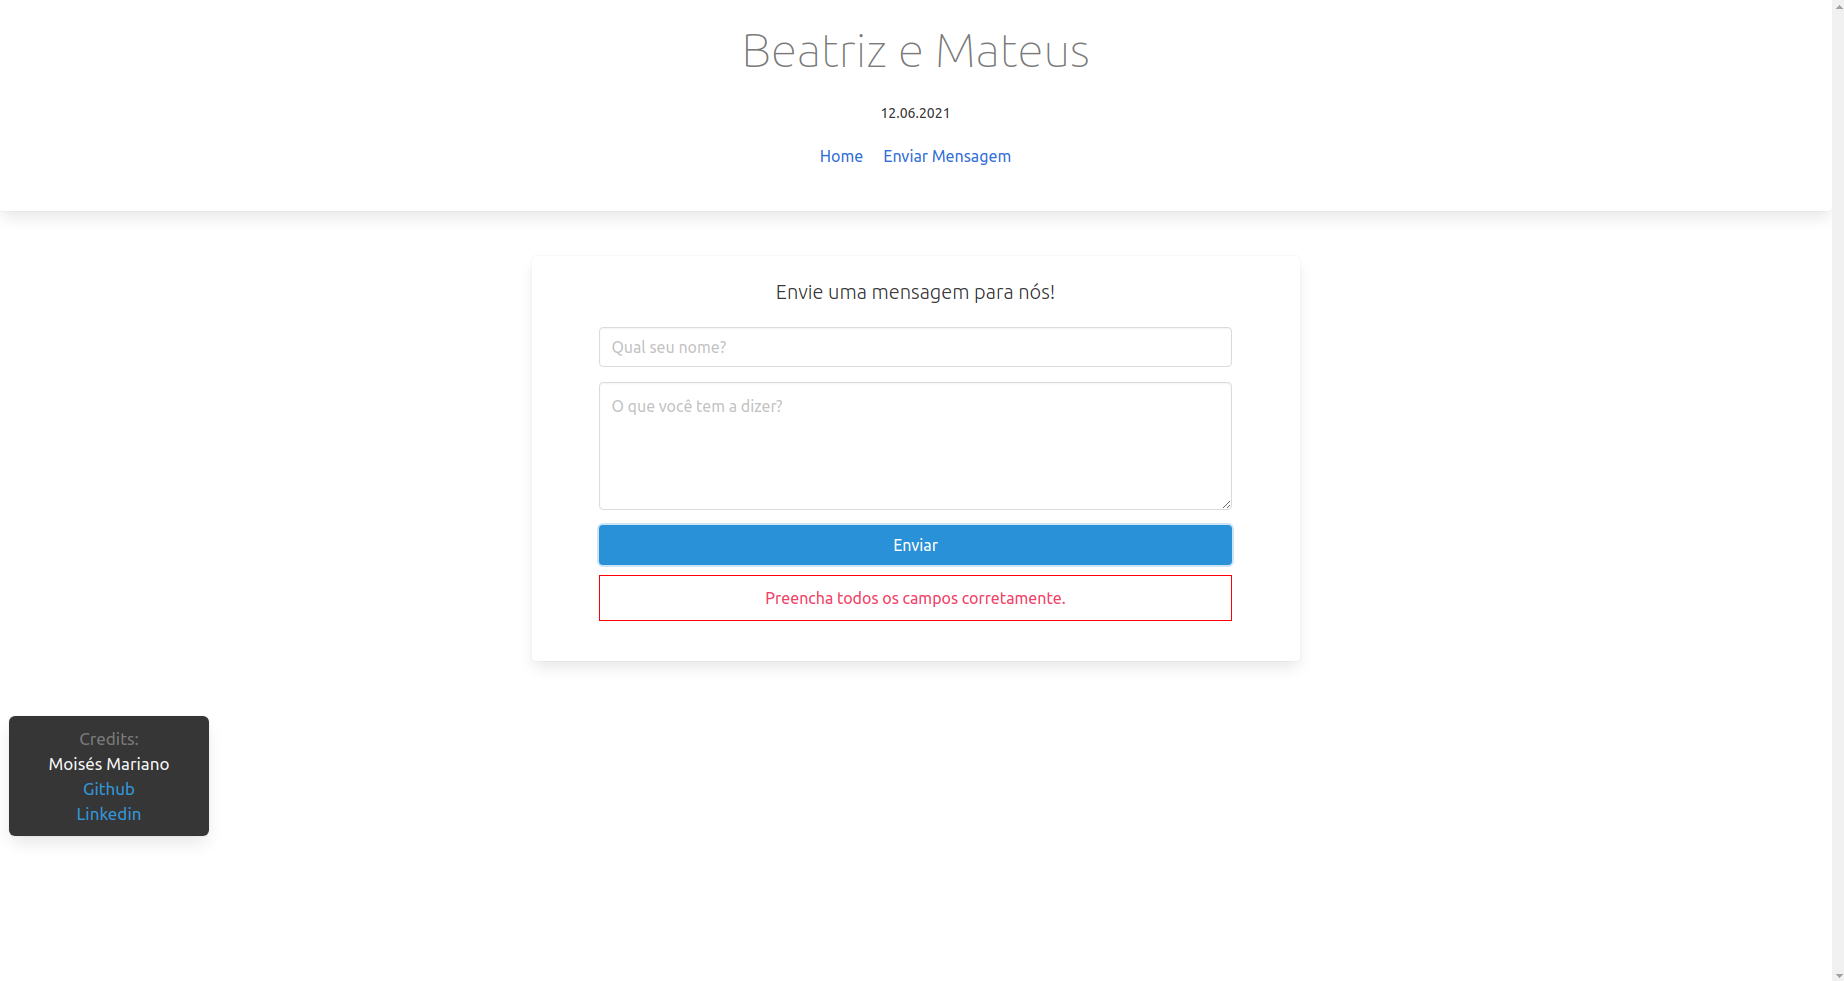 Beatriz e Mateus
12.06.2021
Home Enviar Mensagem
Envie uma mensagem para nós!
Qual seu nome?
O que você tem a dizer?
Enviar
Preencha todos os campos corretamente.
Credits:
Moisés Mariano
Github
Linkedin